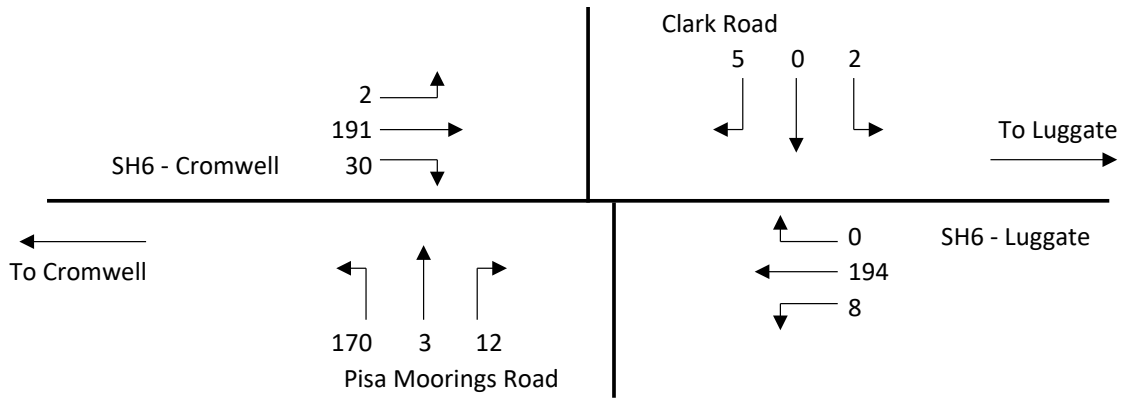 Clark Road
5 0 2
2
191
SH6 - Cromwell 30
To Luggate
To Cromwell
0 SH6 - Luggate
194
8
170 3 12
Pisa Moorings Road